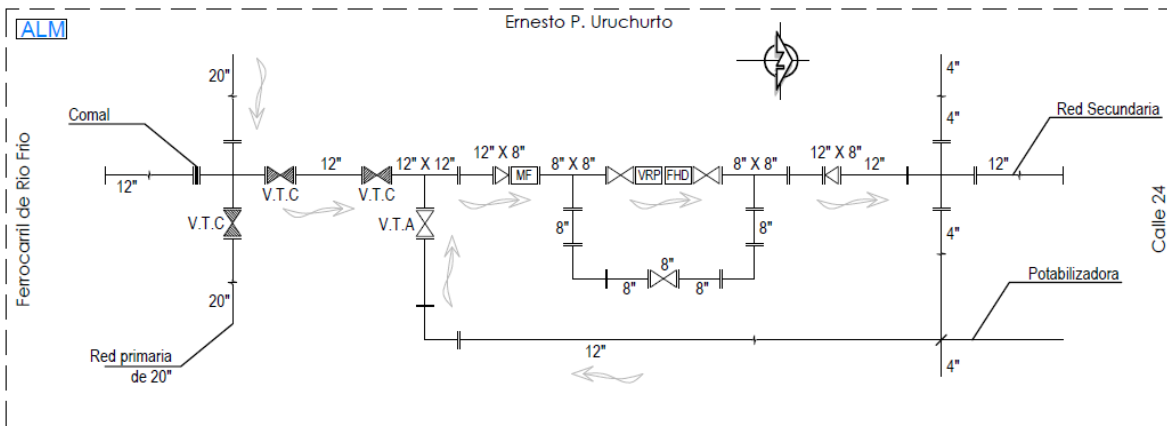 ALM
Ernesto P. Uruchurto
20"
4"
Comal
4"
Red Secundaria
Ferrocarril de Rio Frio
12"
12" X 12"
12" X 8"
8" X 8"
8" X 8"
12" X 8"
12"
12"
12"
MF
VRP
FHD
V.T.C
V.T.C
V.T.C
V.T.A
8"
8"
4"
Calle 24
8"
8"
8"
Potabilizadora
20"
Red primaria
de 20"
12"
4"